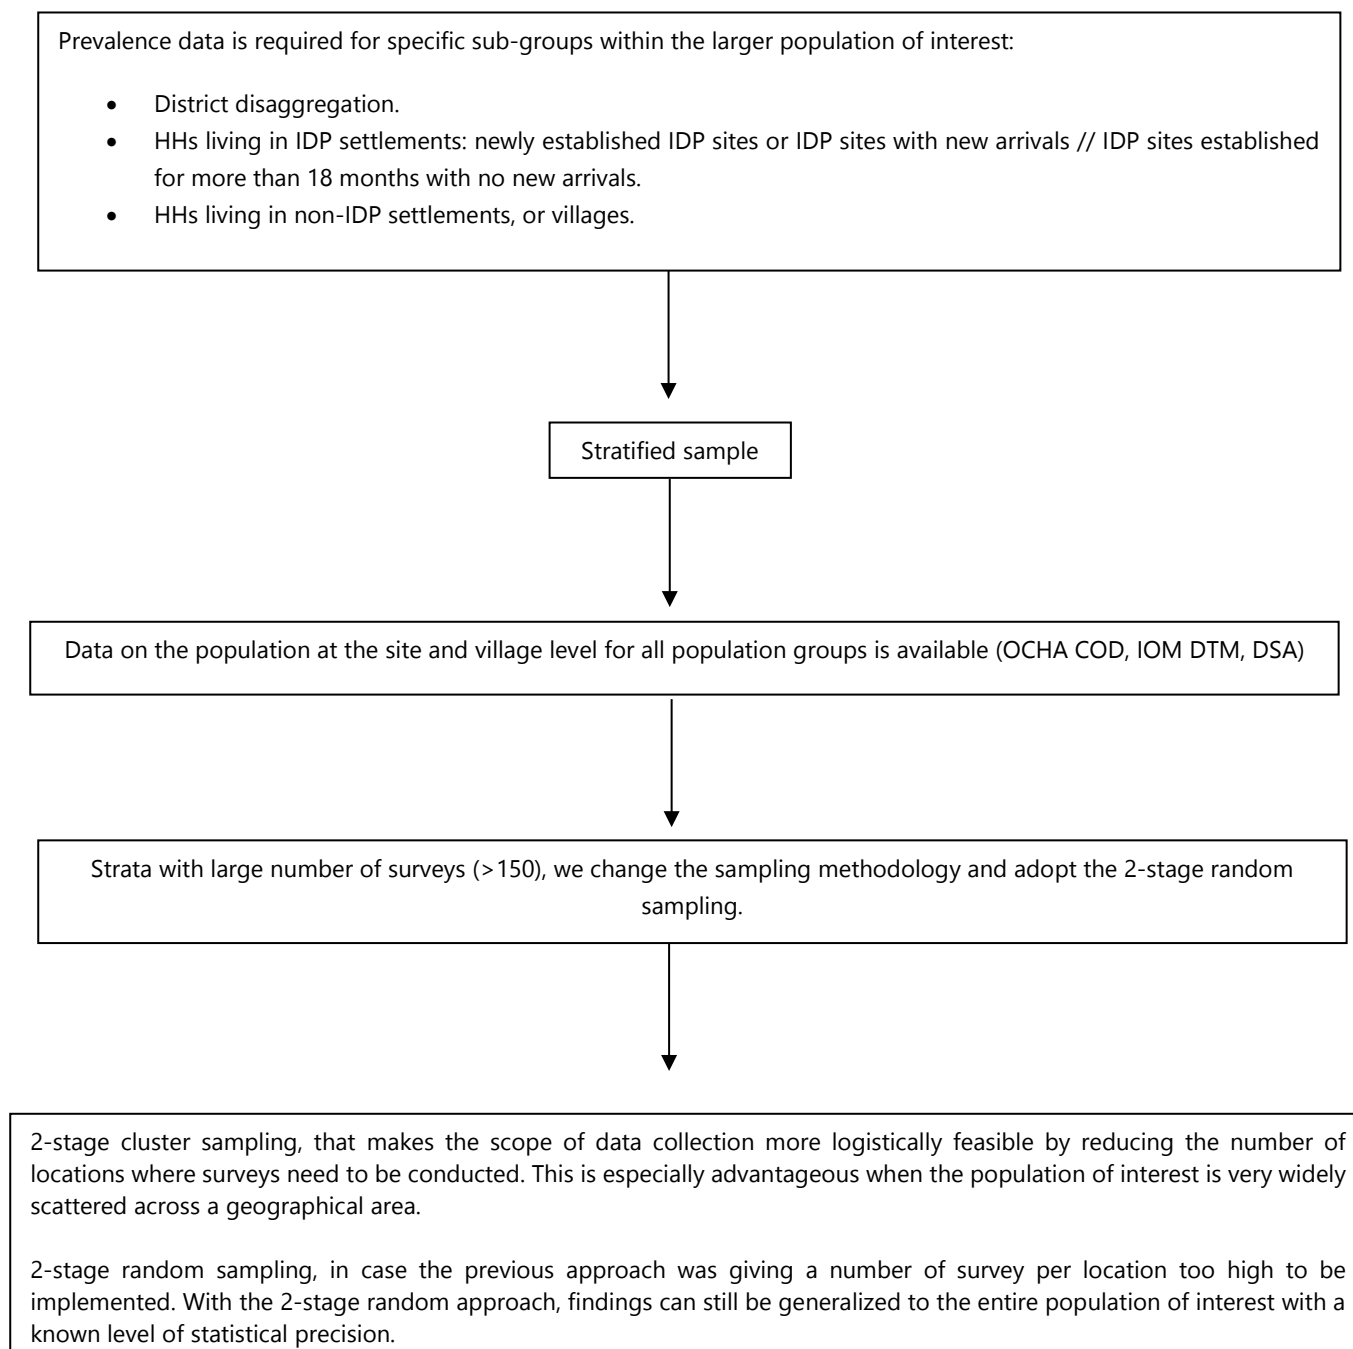 Prevalence data is required for specific sub-groups within the larger population of interest:
• District disaggregation.
• HHs living in IDP settlements: newly established IDP sites or IDP sites with new arrivals // IDP sites established
for more than 18 months with no new arrivals.
• HHs living in non-IDP settlements, or villages.
Stratified sample
Data on the population at the site and village level for all population groups is available (OCHA COD, IOM DTM, DSA)
Strata with large number of surveys (>150), we change the sampling methodology and adopt the 2-stage random
sampling.
2-stage cluster sampling, that makes the scope of data collection more logistically feasible by reducing the number of
locations where surveys need to be conducted. This is especially advantageous when the population of interest is very widely
scattered across a geographical area.
2-stage random sampling, in case the previous approach was giving a number of survey per location too high to be
implemented. With the 2-stage random approach, findings can still be generalized to the entire population of interest with a
known level of statistical precision.